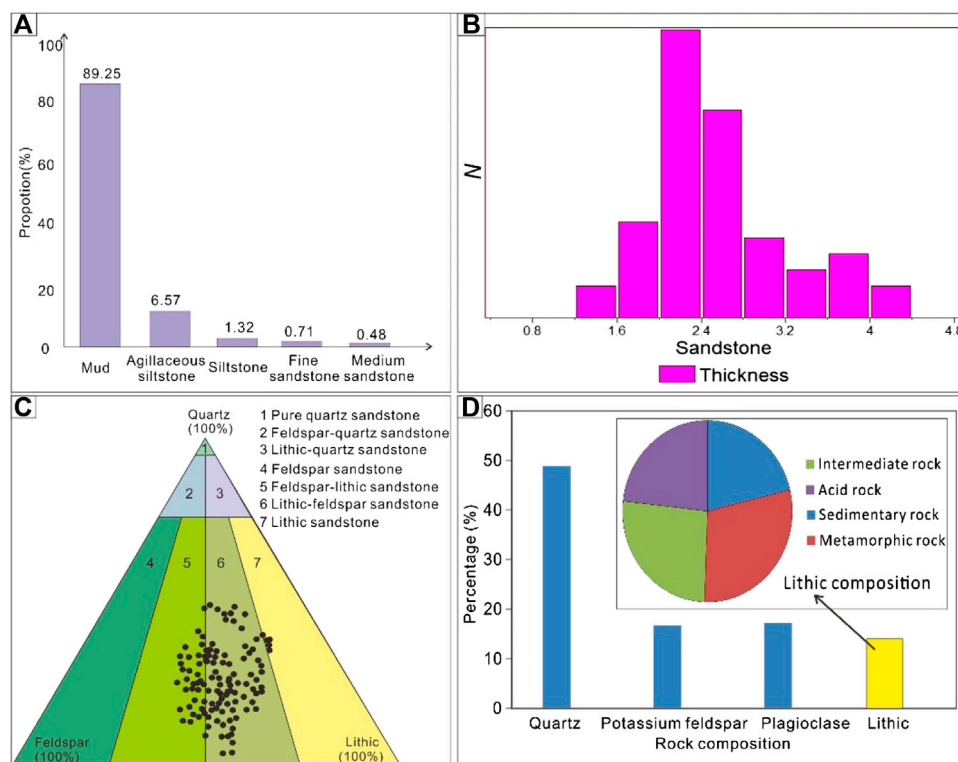 A
Propotion(%)
100
80
60
40
20
0
89.25
6.57
1.32
0.71
0.48
Mud
Agillaceous
siltstone
Siltstone
Fine
sandstone
Medium
sandstone
B
N
0.8
1.6
2.4
3.2
4
4.8
Sandstone
Thickness
C
Quartz
(100%)
1 Pure quartz sandstone
2 Feldspar-quartz sandstone
3 Lithic-quartz sandstone
4 Feldspar sandstone
5 Feldspar-lithic sandstone
6 Lithic-feldspar sandstone
7 Lithic sandstone
1
2
3
4
5
6
7
Feldspar
(100%)
Lithic
(100%)
D
Percentage (%)
60
50
40
30
20
10
0
Intermediate rock
Acid rock
Sedimentary rock
Metamorphic rock
Lithic composition
Quartz
Potassium feldspar
Plagioclase
Lithic
Rock composition